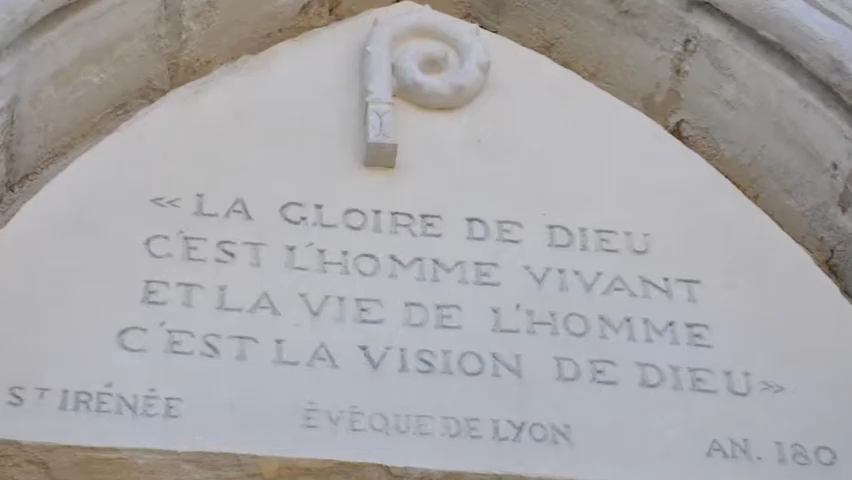 « LA GLOIRE DE DIEU
C'EST L'HOMME VIVANT
ET LA VIE DE L'HOMME
C'EST LA VISION DE DIEU »
ST IRÉNÉE ÉVÊQUE DE LYON AN. 180